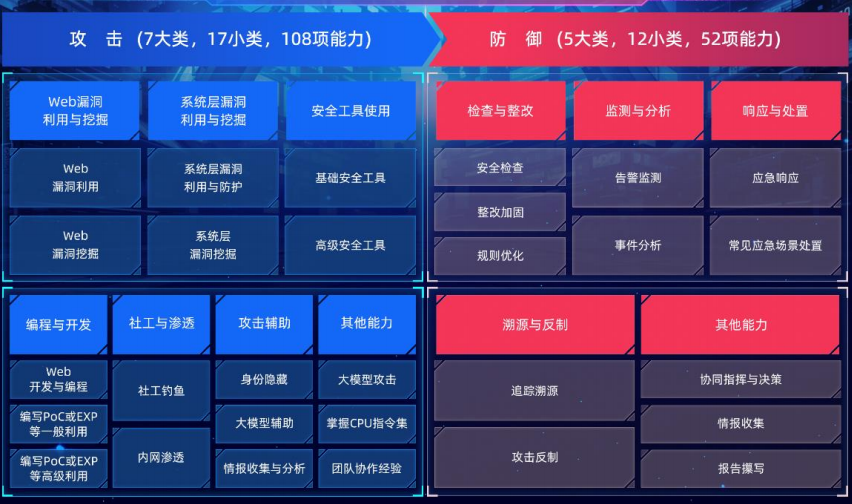 攻 击 (7大类，17小类，108项能力)
防 御 (5大类，12小类，52项能力)
Web漏洞
利用与挖掘
系统层漏洞
利用与挖掘
安全工具使用
Web
漏洞利用
系统层漏洞
利用与防护
基础安全工具
Web
漏洞挖掘
系统层
漏洞挖掘
高级安全工具
检查与整改
监测与分析
响应与处置
安全检查
整改加固
规则优化
告警监测
事件分析
应急响应
常见应急场景处置
编程与开发
社工与渗透
攻击辅助
其他能力
Web
开发与编程
编写PoC或EXP
等一般利用
编写PoC或EXP
等高级利用
社工钓鱼
内网渗透
身份隐藏
大模型辅助
情报收集与分析
大模型攻击
掌握CPU指令集
团队协作经验
溯源与反制
其他能力
追踪溯源
攻击反制
协同指挥与决策
情报收集
报告撰写